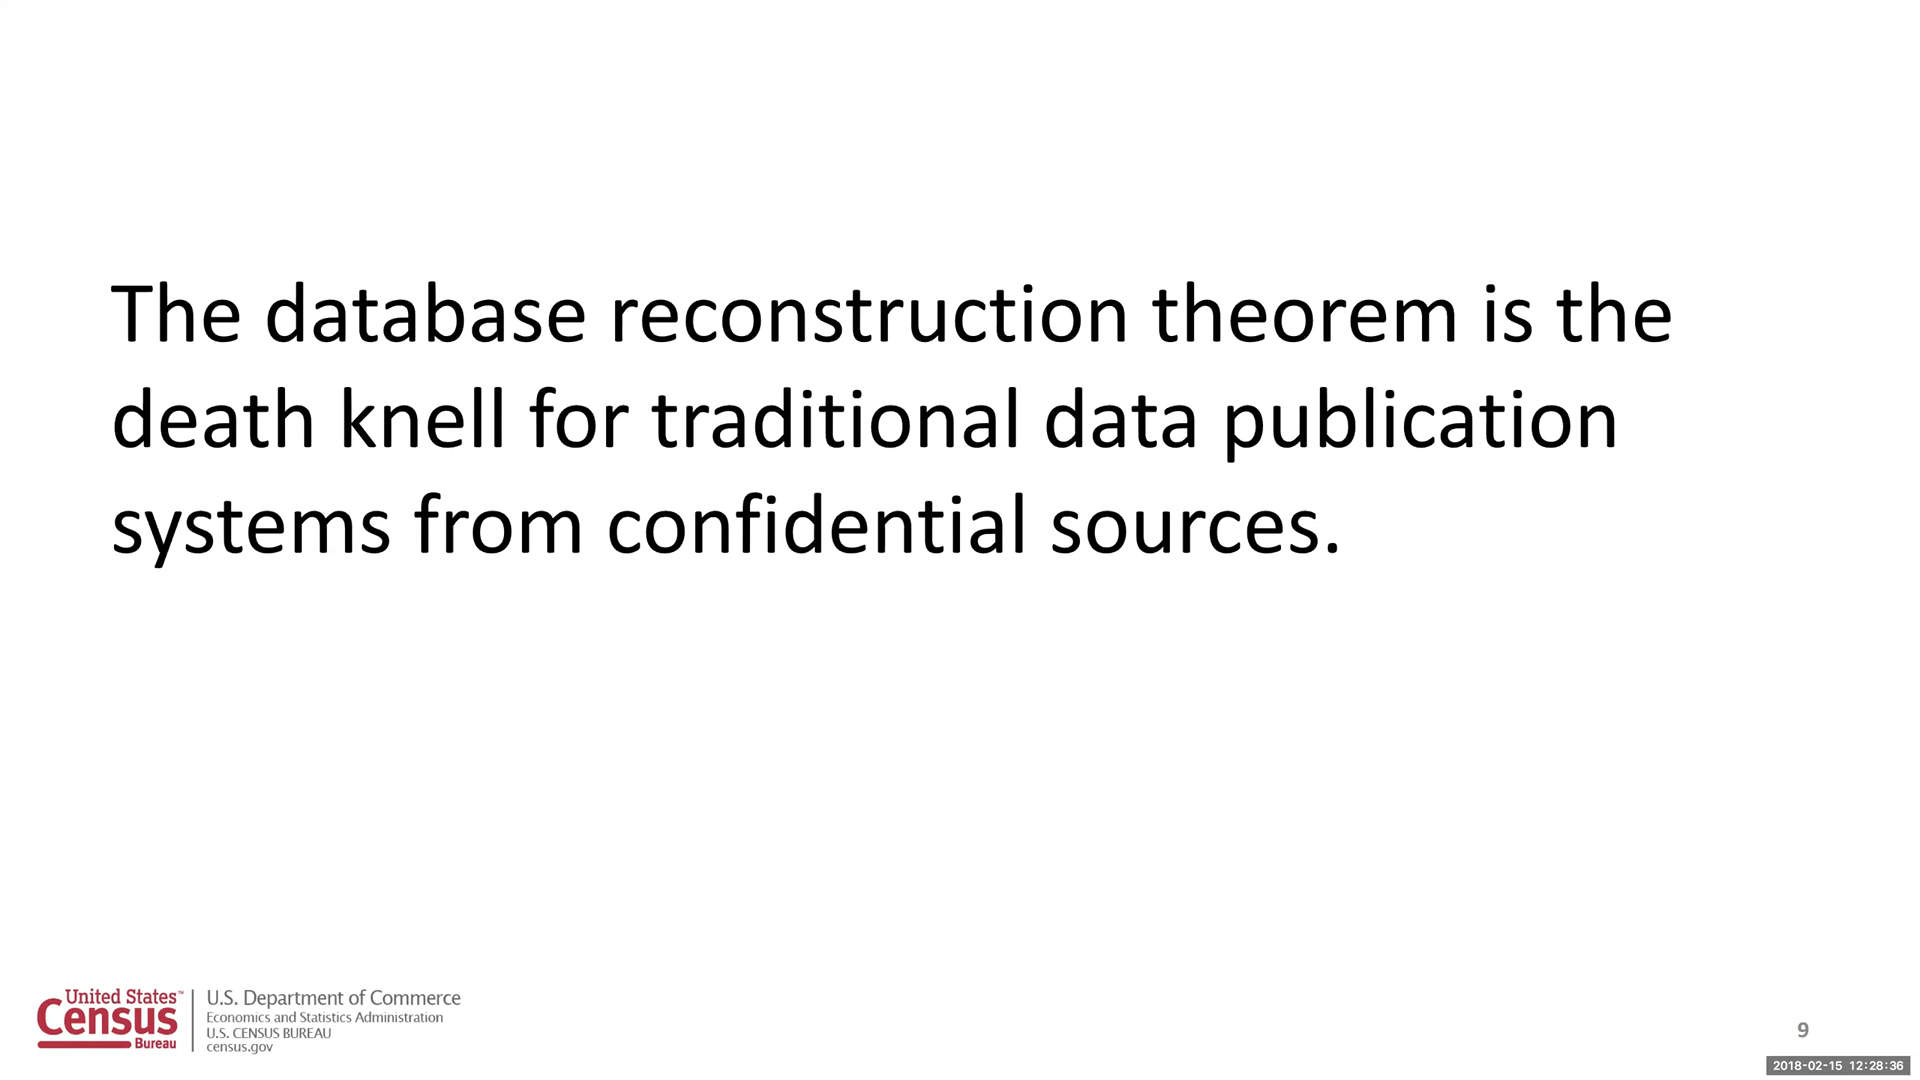 The database reconstruction theorem is the
death knell for traditional data publication
systems from confidential sources.
United States™
Census
Bureau
U.S. Department of Commerce
Economics and Statistics Administration
U.S. CENSUS BUREAU
census.gov
9
2018-02-15 12:28:36